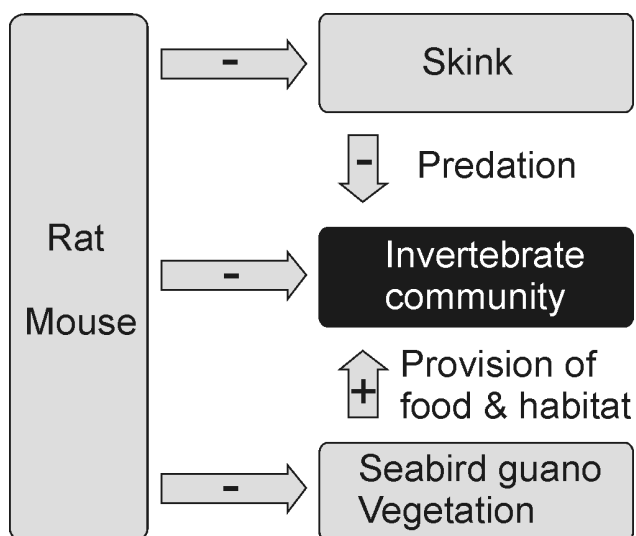 Rat
Mouse
-
Skink
-
Predation
-
Invertebrate
community
+
Provision of
food & habitat
-
Seabird guano
Vegetation